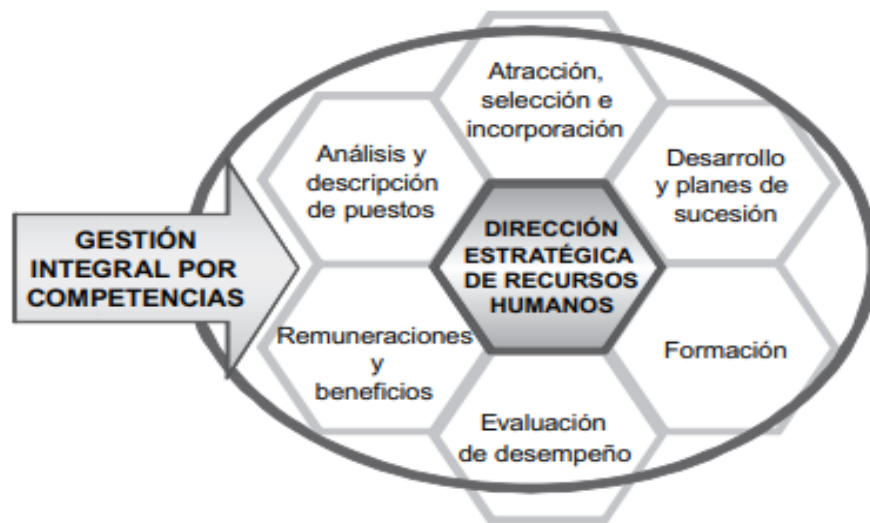 Atracción,
selección e
incorporación
Análisis y
descripción
de puestos
Desarrollo
y planes de
sucesión
GESTIÓN
INTEGRAL POR
COMPETENCIAS
DIRECCIÓN
ESTRATÉGICA
DE RECURSOS
HUMANOS
Remuneraciones
y
beneficios
Formación
Evaluación
de desempeño